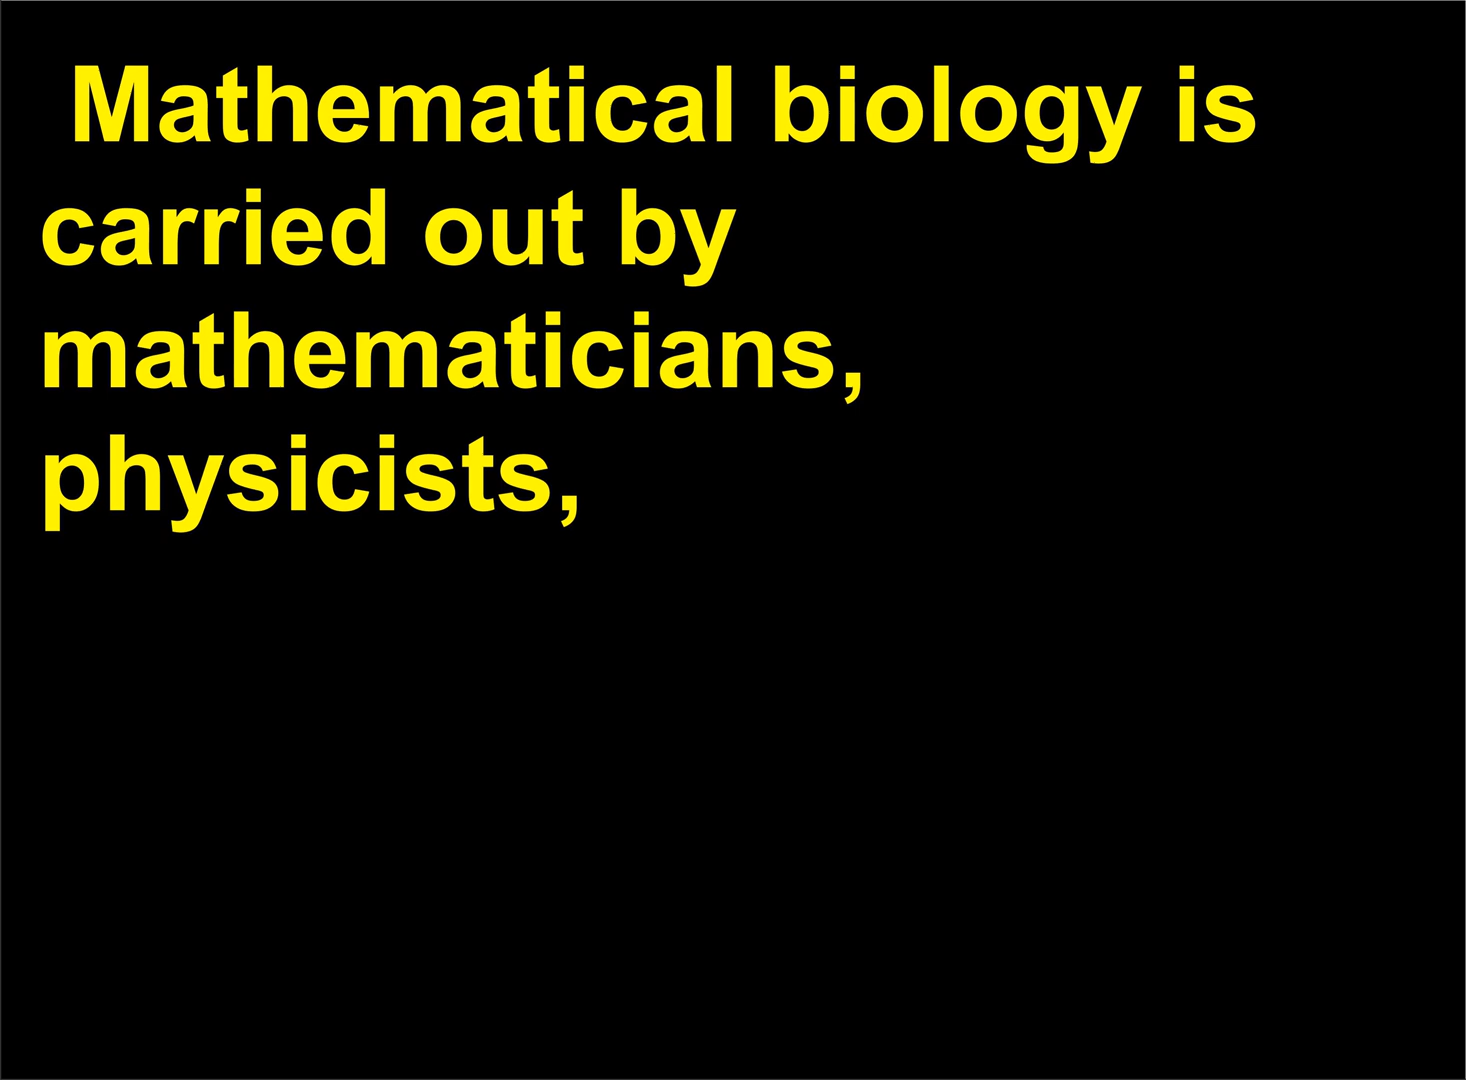 Mathematical biology is
carried out by
mathematicians,
physicists,